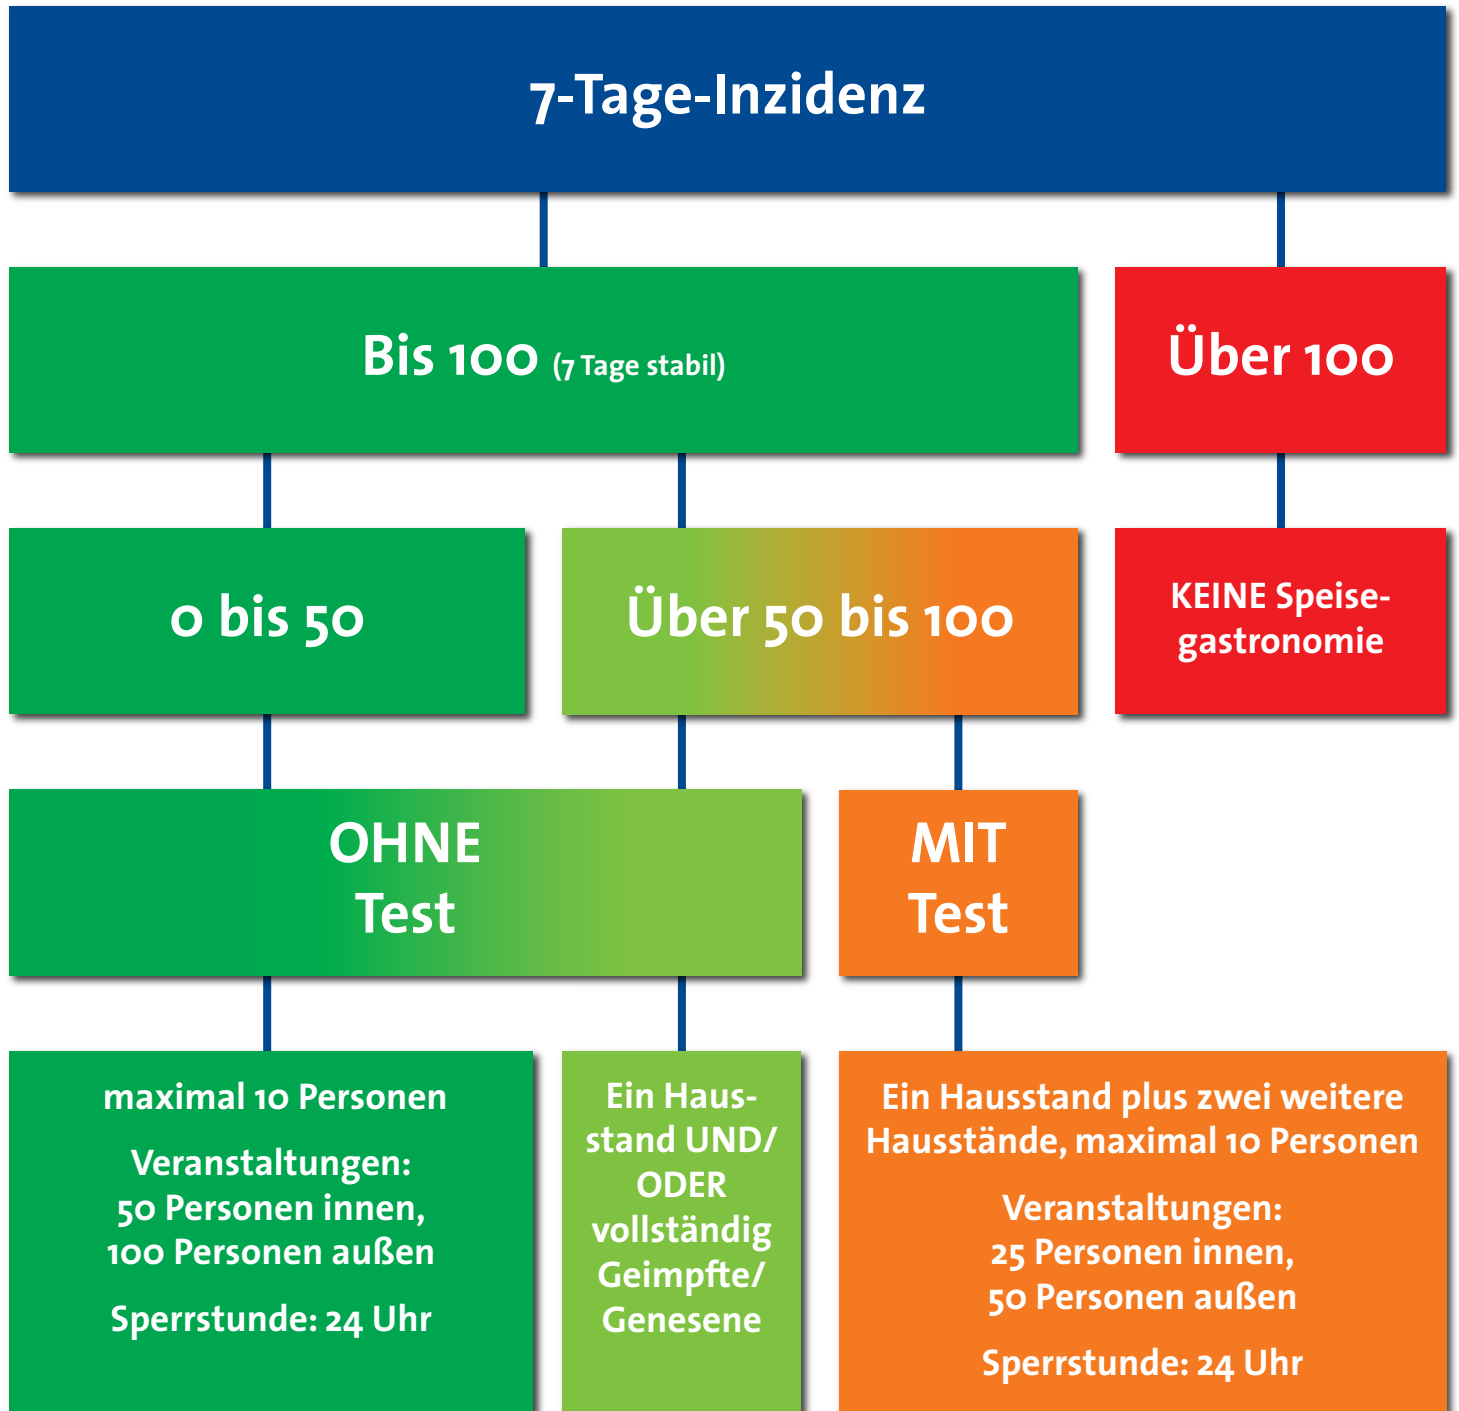 7-Tage-Inzidenz
Bis 100 (7 Tage stabil)
Über 100
0 bis 50
Über 50 bis 100
KEINE Speise-
gastronomie
OHNE
Test
MIT
Test
maximal 10 Personen
Veranstaltungen:
50 Personen innen,
100 Personen außen
Sperrstunde: 24 Uhr
Ein Haus-
stand UND/
ODER
vollständig
Geimpfte/
Genesene
Ein Hausstand plus zwei weitere
Hausstände, maximal 10 Personen
Veranstaltungen:
25 Personen innen,
50 Personen außen
Sperrstunde: 24 Uhr